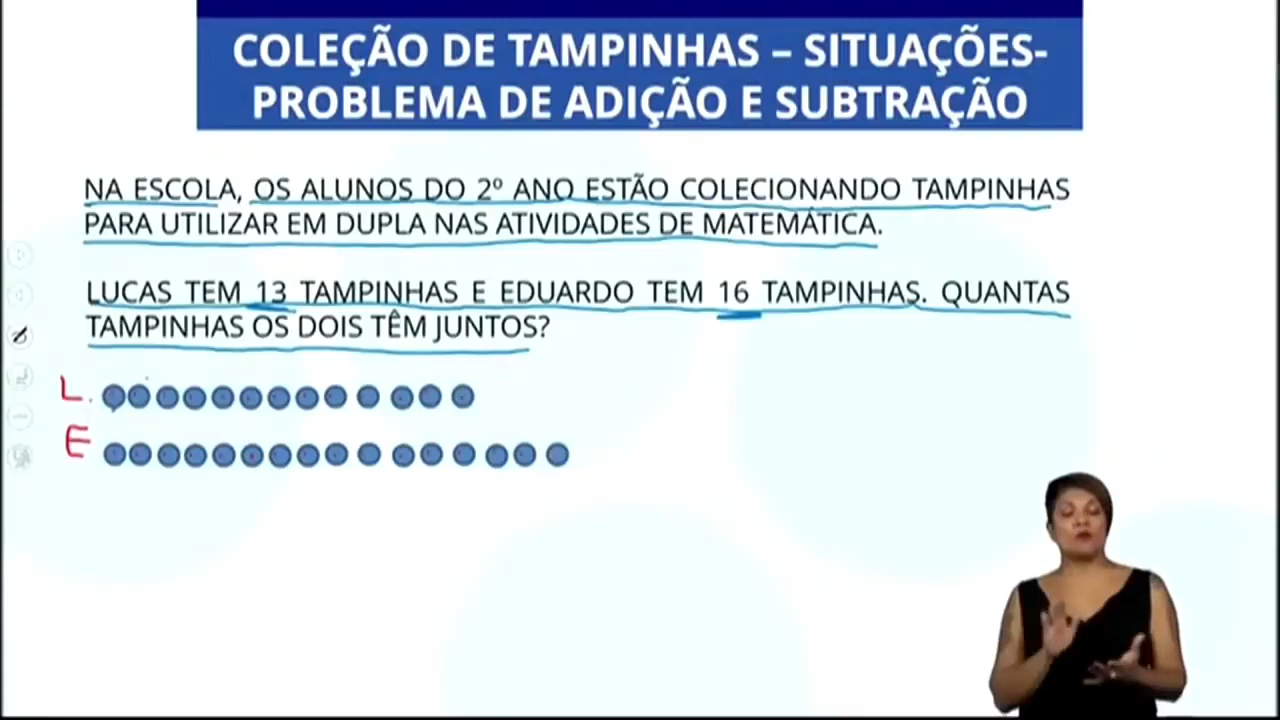 COLEÇÃO DE TAMPINHAS – SITUAÇÕES-
PROBLEMA DE ADIÇÃO E SUBTRAÇÃO
NA ESCOLA, OS ALUNOS DO 2º ANO ESTÃO COLECIONANDO TAMPINHAS
PARA UTILIZAR EM DUPLA NAS ATIVIDADES DE MATEMÁTICA.
LUCAS TEM 13 TAMPINHAS E EDUARDO TEM 16 TAMPINHAS. QUANTAS
TAMPINHAS OS DOIS TÊM JUNTOS?
L.
E